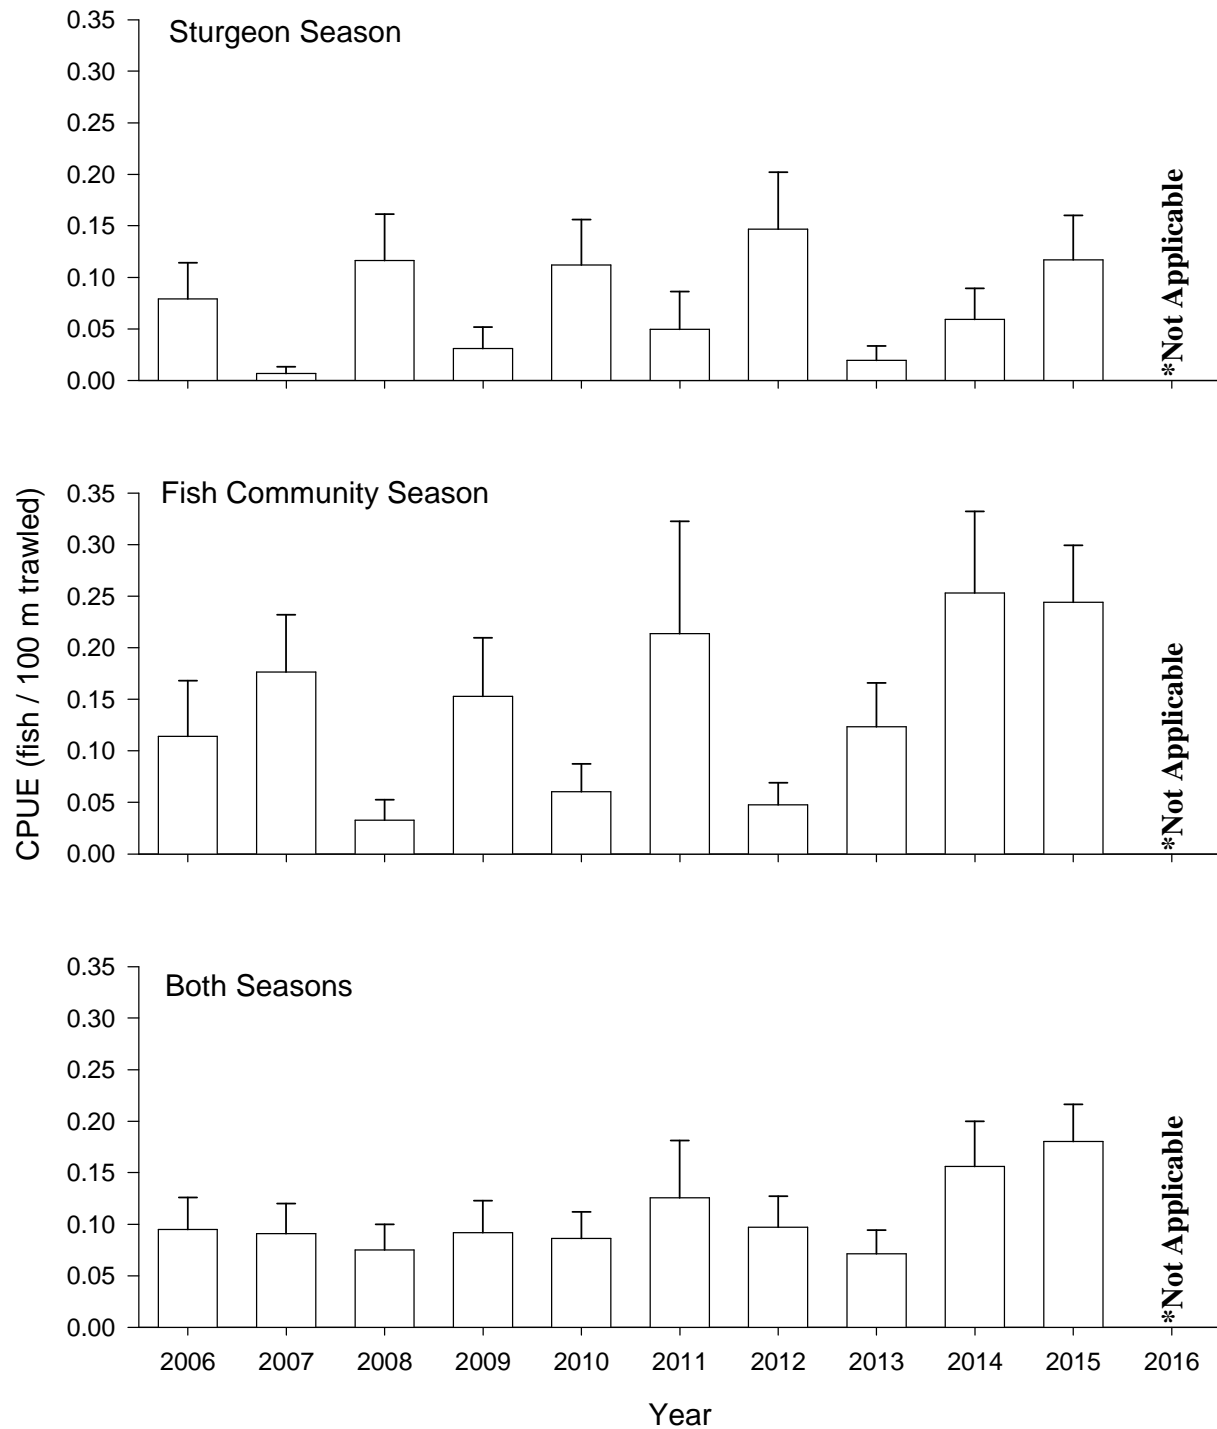 Sturgeon Season
0.35
0.30
0.25
0.20
0.15
0.10
0.05
0.00
*Not Applicable
CPUE (fish / 100 m trawled)
Fish Community Season
0.35
0.30
0.25
0.20
0.15
0.10
0.05
0.00
*Not Applicable
Both Seasons
0.35
0.30
0.25
0.20
0.15
0.10
0.05
0.00
*Not Applicable
2006 2007 2008 2009 2010 2011 2012 2013 2014 2015 2016
Year